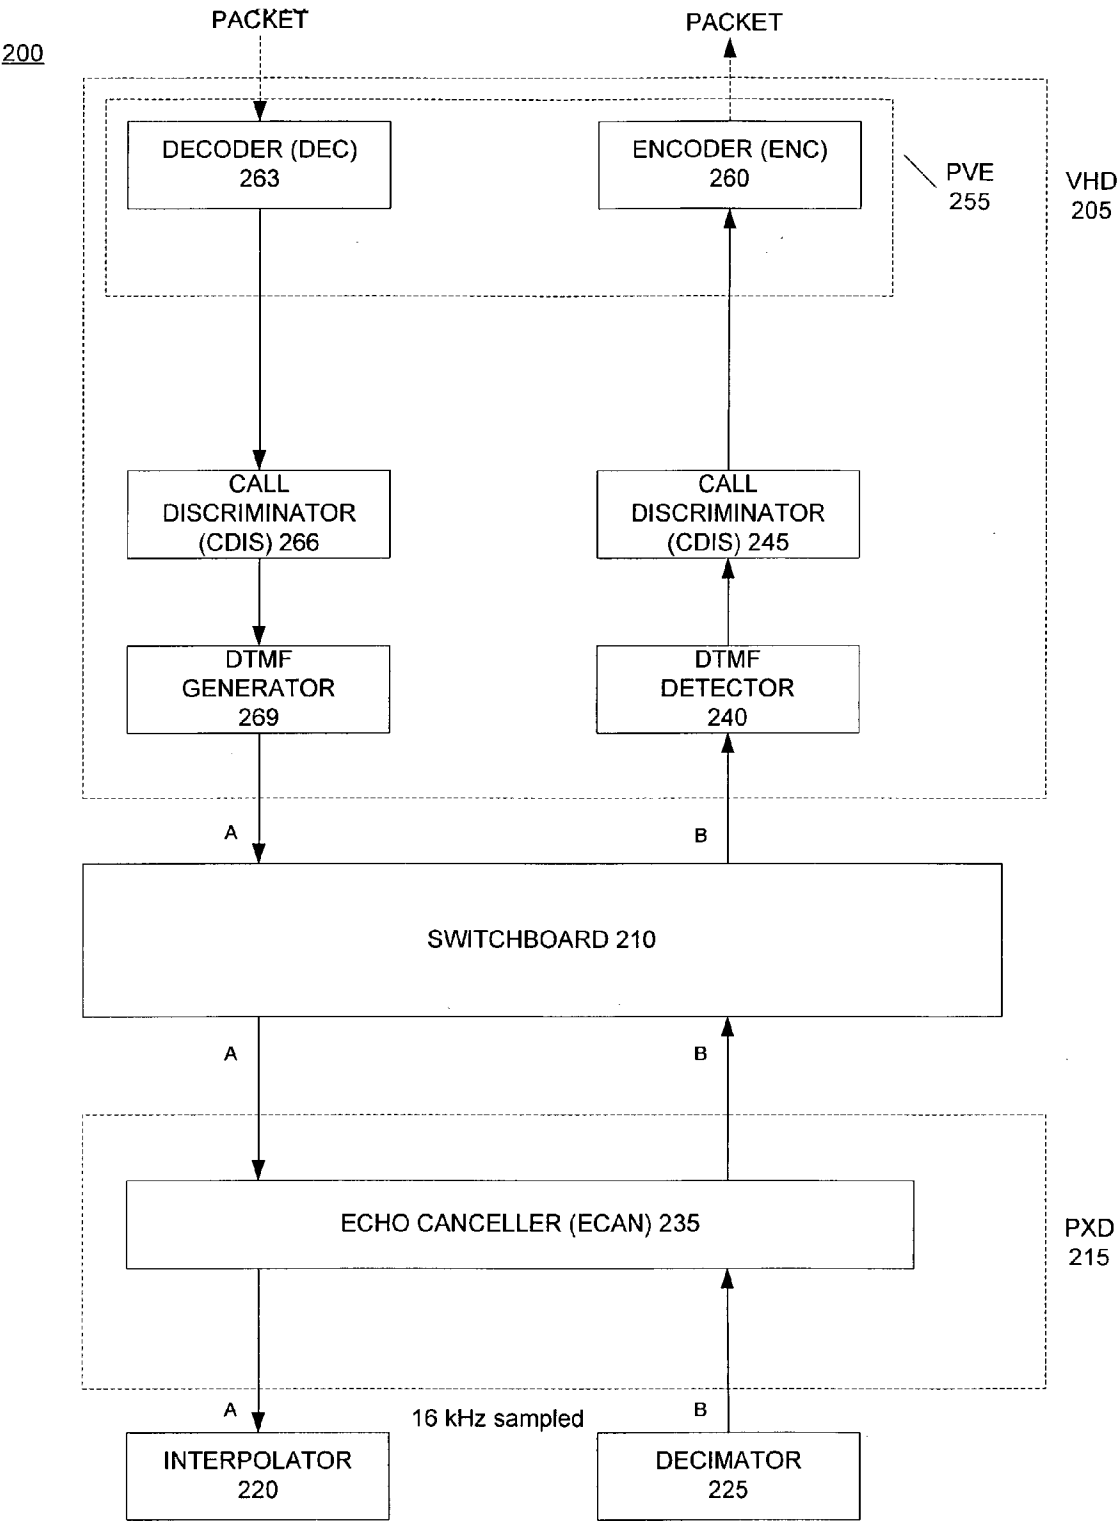 PACKET
PACKET
200
DECODER (DEC)
263
ENCODER (ENC)
260
PVE
255
VHD
205
CALL
DISCRIMINATOR
(CDIS) 266
CALL
DISCRIMINATOR
(CDIS) 245
DTMF
GENERATOR
269
DTMF
DETECTOR
240
A
B
SWITCHBOARD 210
A
B
ECHO CANCELLER (ECAN) 235
PXD
215
A
16 kHz sampled
B
INTERPOLATOR
220
DECIMATOR
225